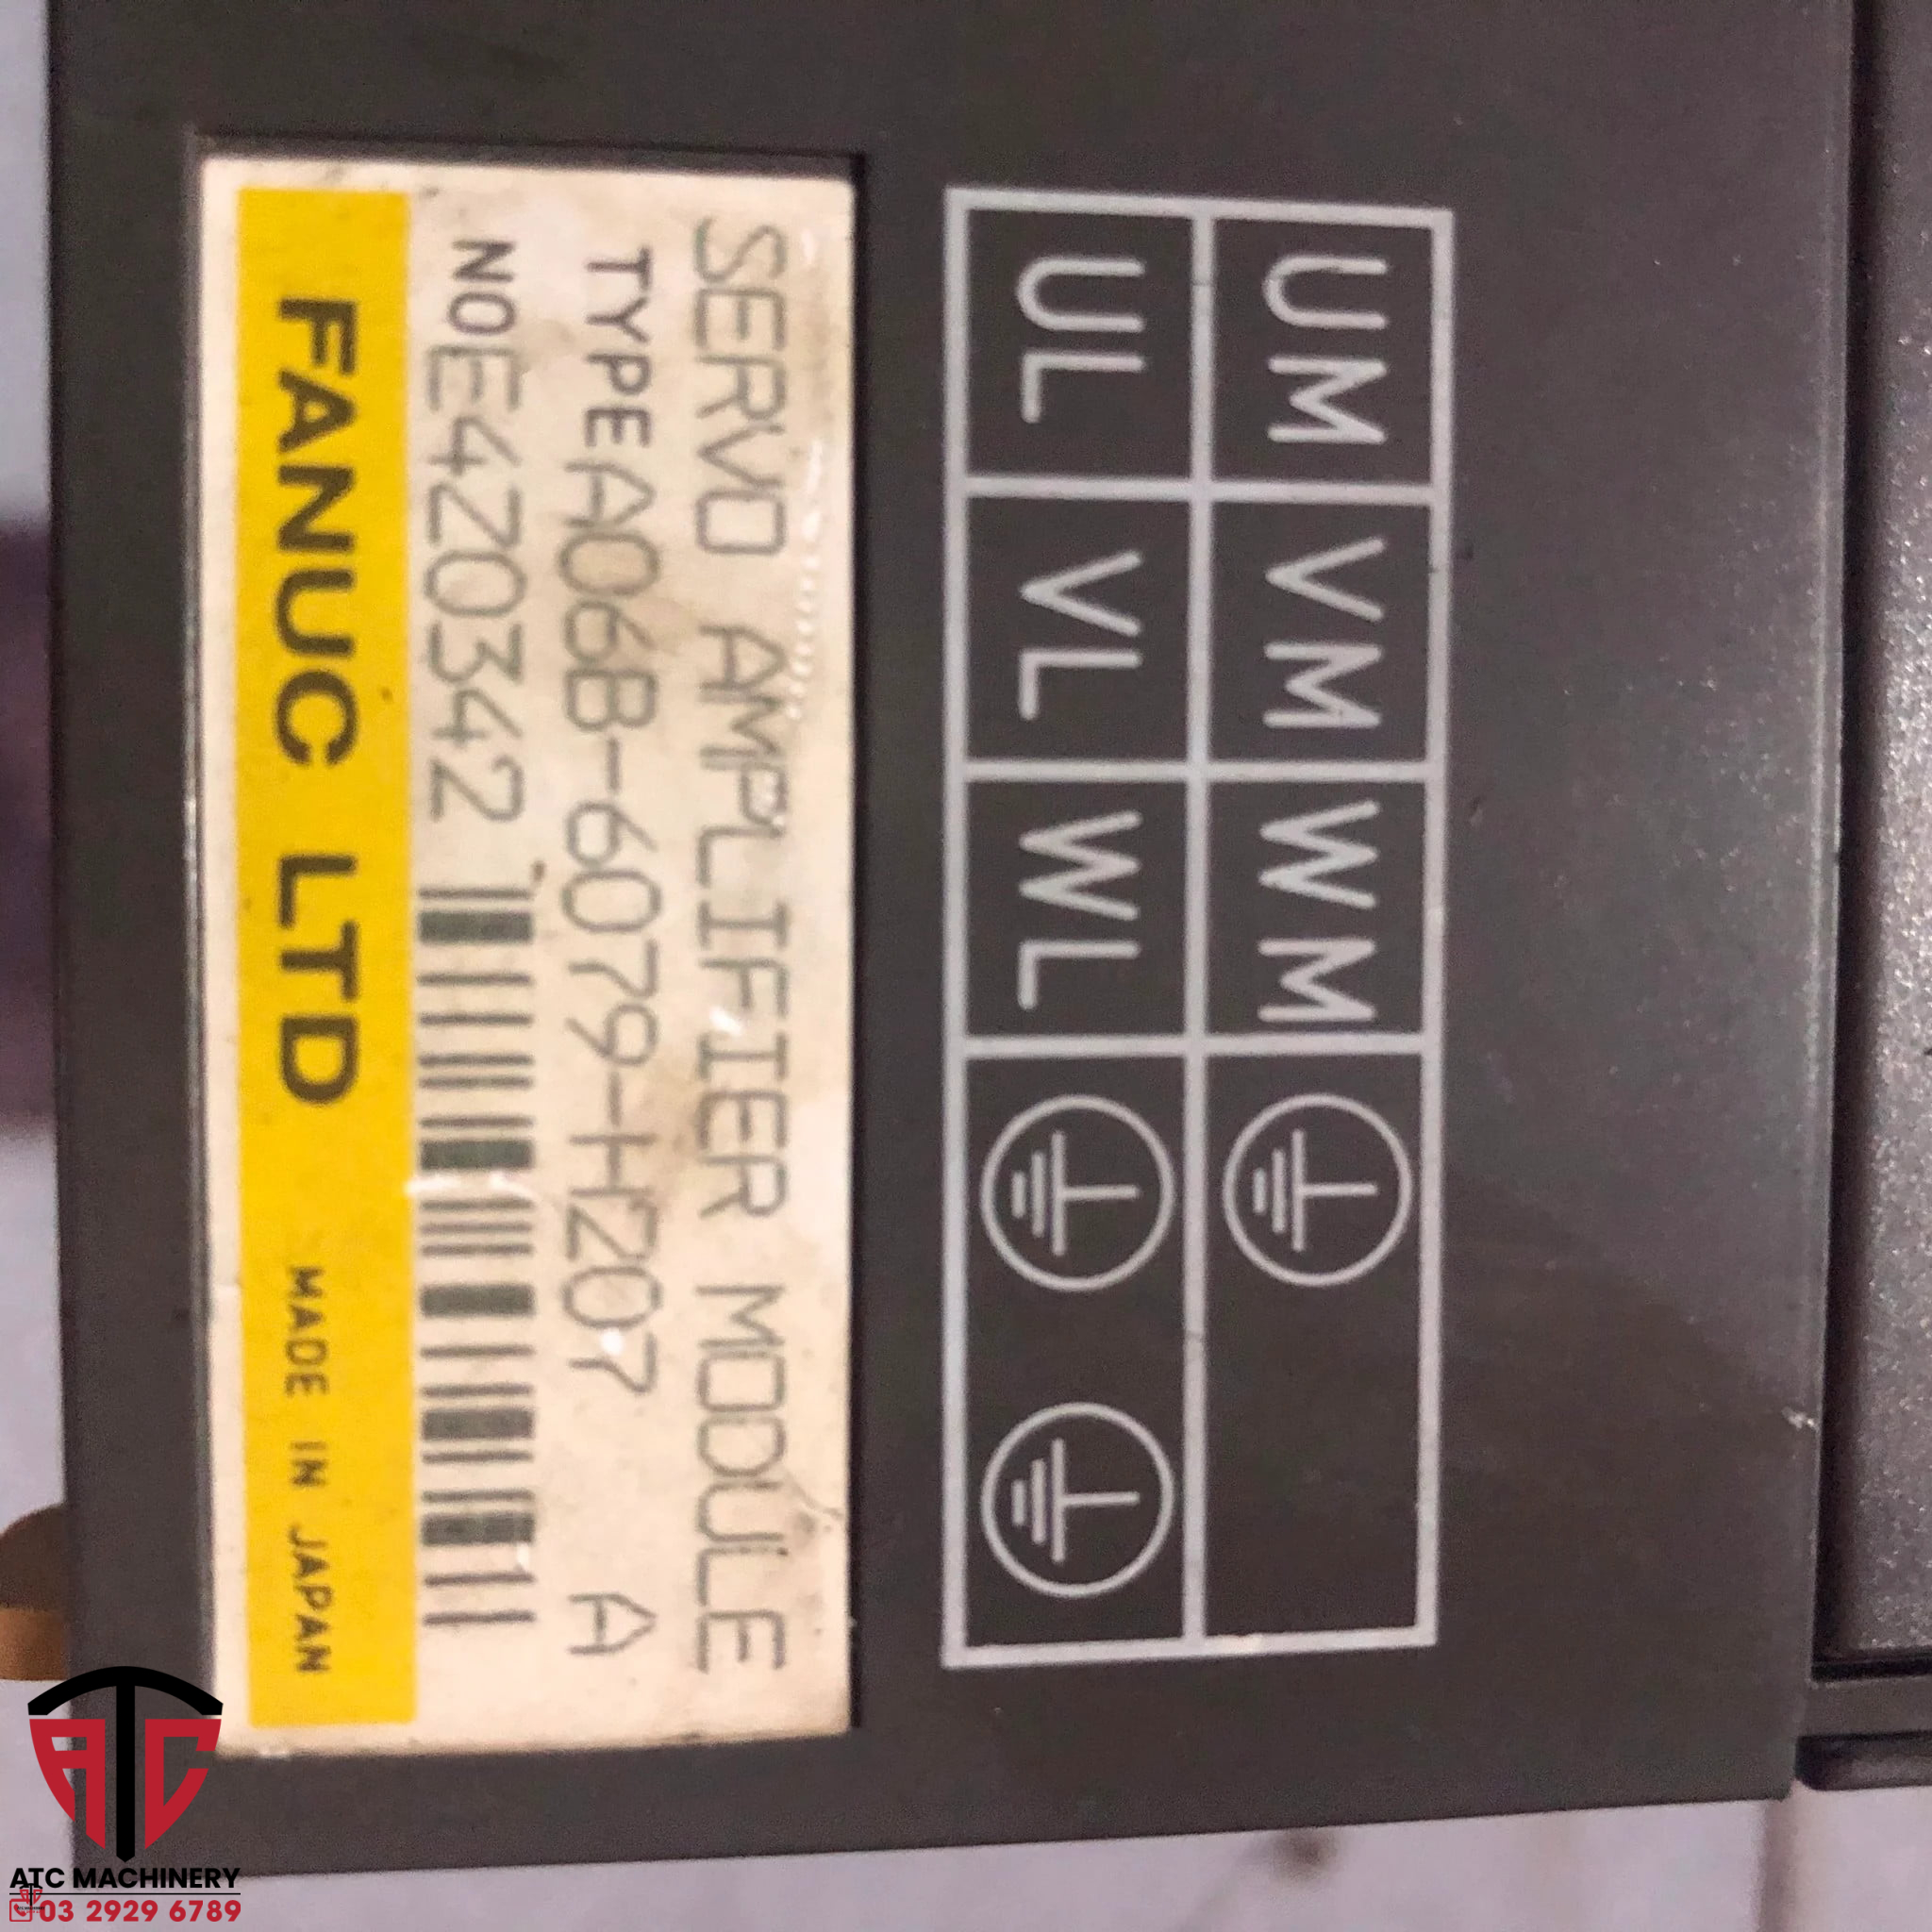 SERVO AMPLIFIER MODULE
TYPE A06B-6079-H207 A
NO E420342
FANUC LTD MADE IN JAPAN
UM VM WM
UL VL WL
ATC
ATC MACHINERY
03 2929 6789